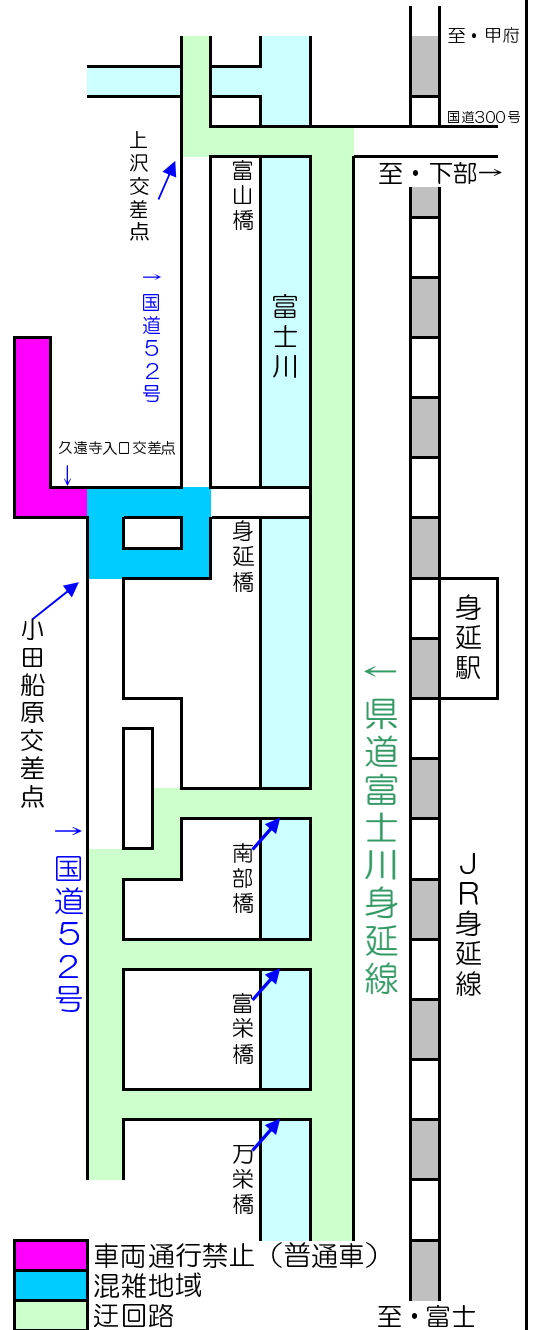 至・甲府
国道300号
至・下部→
上沢交差点
富山橋
→国道52号
富士川
久遠寺入口交差点
↓
身延橋
小田船原交差点
身延駅
←県道富士川身延線
→国道52号
南部橋
JR身延線
富栄橋
万栄橋
車両通行禁止（普通車）
混雑地域
迂回路
至・富士